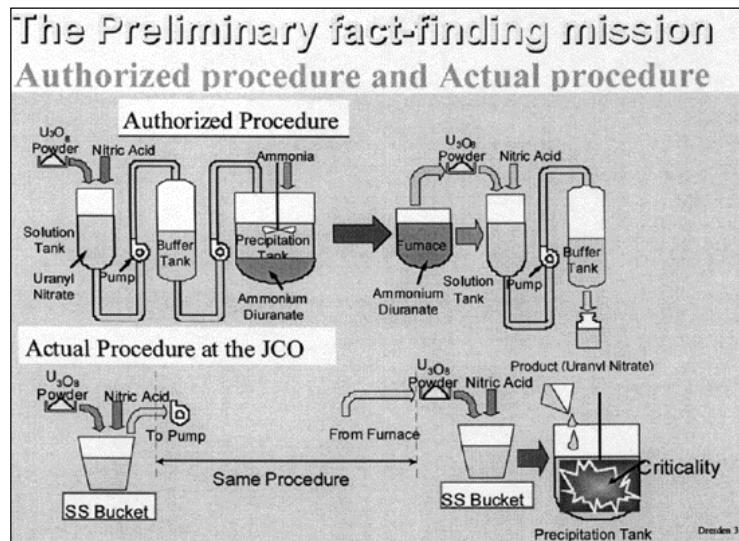 The Preliminary fact-finding mission
Authorized procedure and Actual procedure
Authorized Procedure
U₃O₈
Powder
Nitric Acid
Ammonia
Solution
Tank
Uranyl
Nitrate
Pump
Buffer
Tank
Precipitation
Tank
Ammonium
Diuranate
U₃O₈
Powder
Nitric Acid
Furnace
Ammonium
Diuranate
Solution
Tank
Pump
Buffer
Tank
Actual Procedure at the JCO
U₃O₈
Powder
Nitric Acid
To Pump
SS Bucket
Same Procedure
From Furnace
U₃O₈
Powder
Nitric Acid
SS Bucket
Product (Uranyl Nitrate)
Criticality
Precipitation Tank
Dresden 3